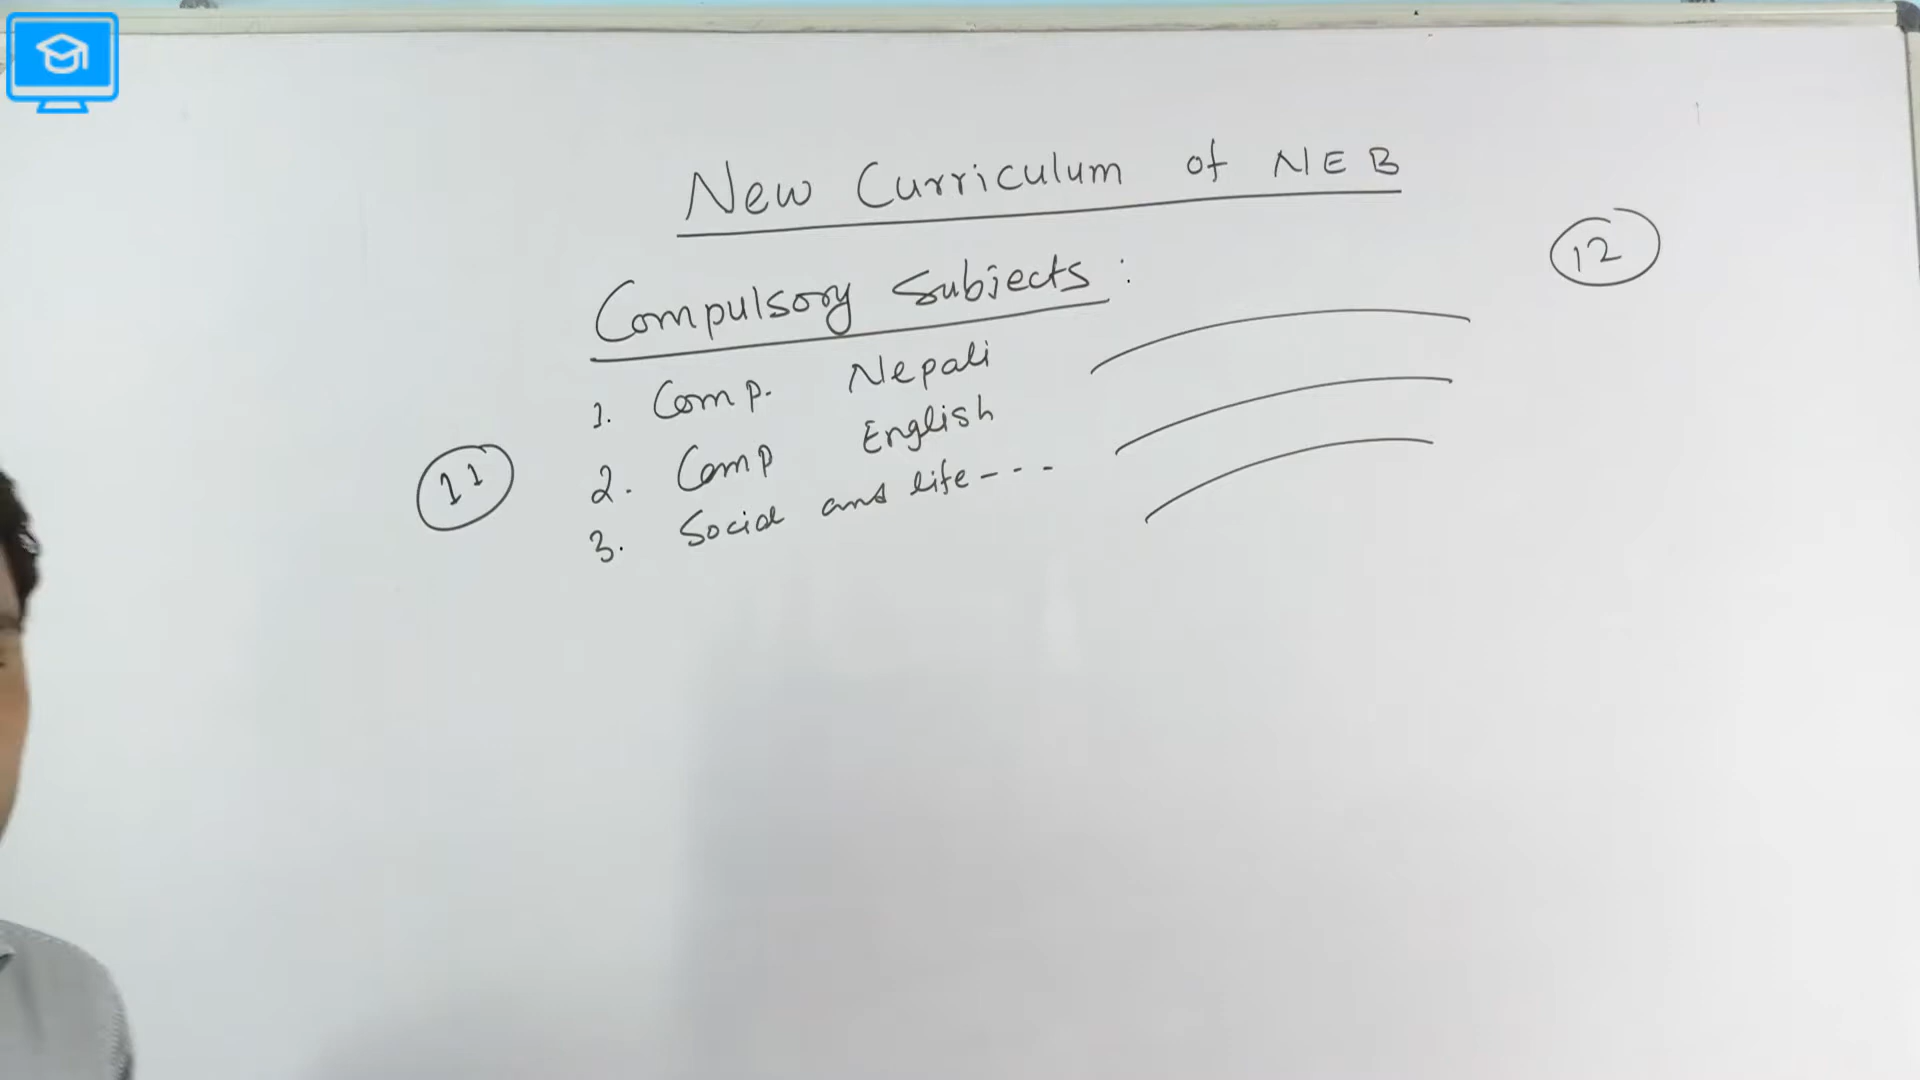 New Curriculum of NEB
12
Compulsory Subjects :
1. Comp. Nepali
2. Comp English
11
3. Social and life - - -